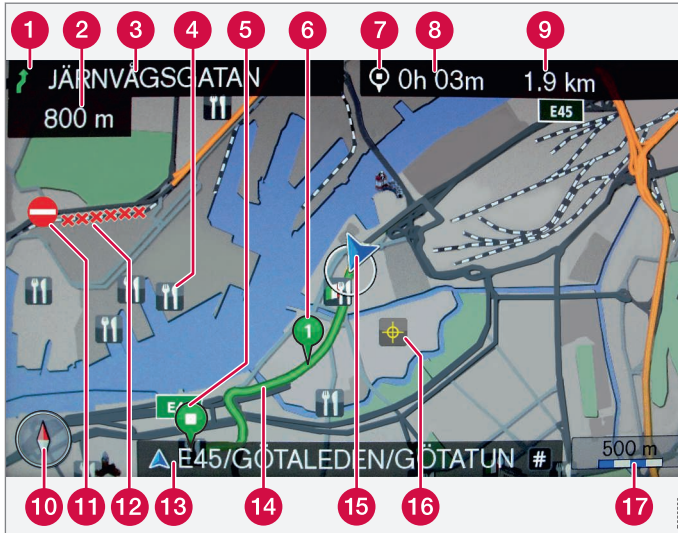 1 2 3 4 5 6 7 8 9
JÄRNVÅGSGATAN
0h 03m 1.9 km
800 m
E45
1
E
500 m
E45/GÖTALEDEN/GÖTATUN #
10 11 12 13 14 15 16 17